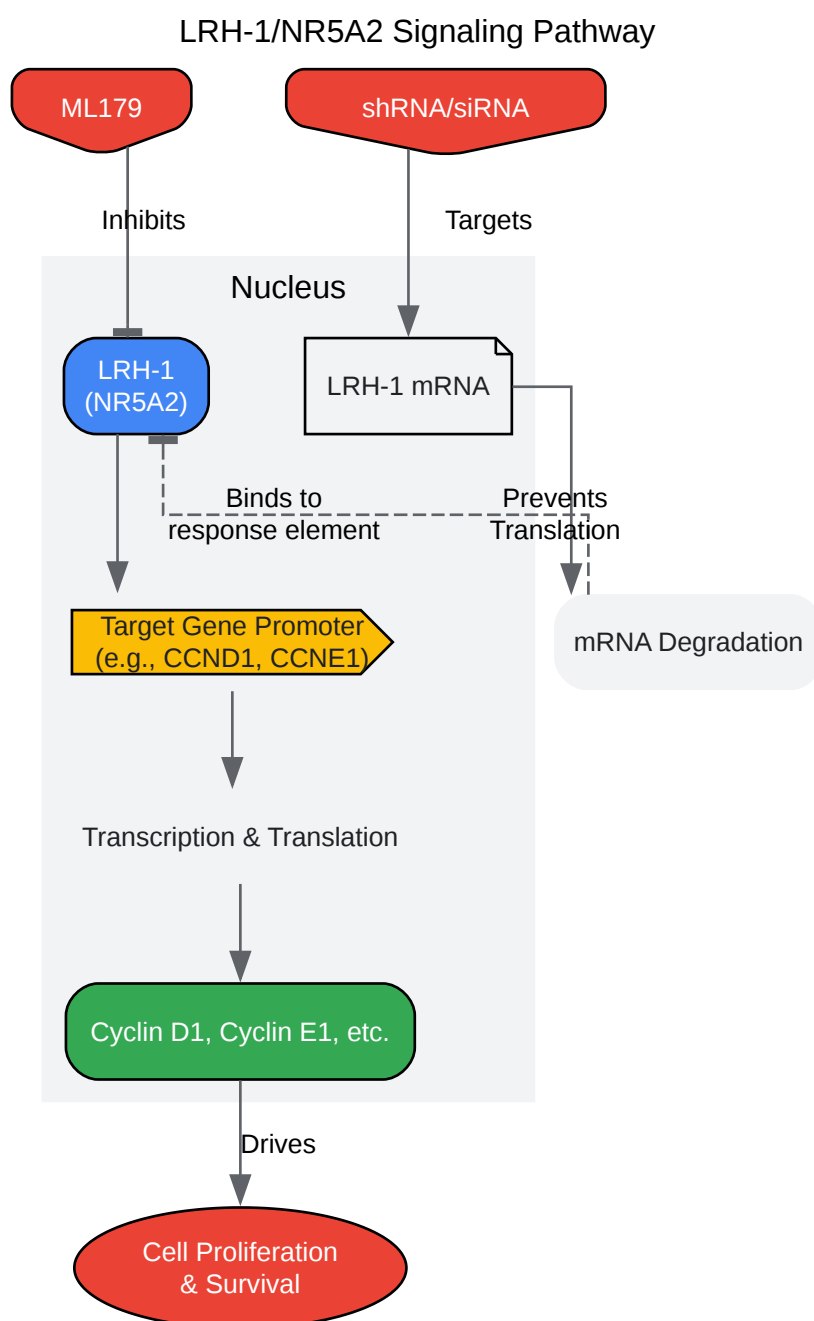 LRH-1/NR5A2 Signaling Pathway
ML179
shRNA/siRNA
Inhibits
Targets
Nucleus
LRH-1
(NR5A2)
LRH-1 mRNA
Binds to
response element
Prevents
Translation
Target Gene Promoter
(e.g., CCND1, CCNE1)
mRNA Degradation
Transcription & Translation
Cyclin D1, Cyclin E1, etc.
Drives
Cell Proliferation
& Survival